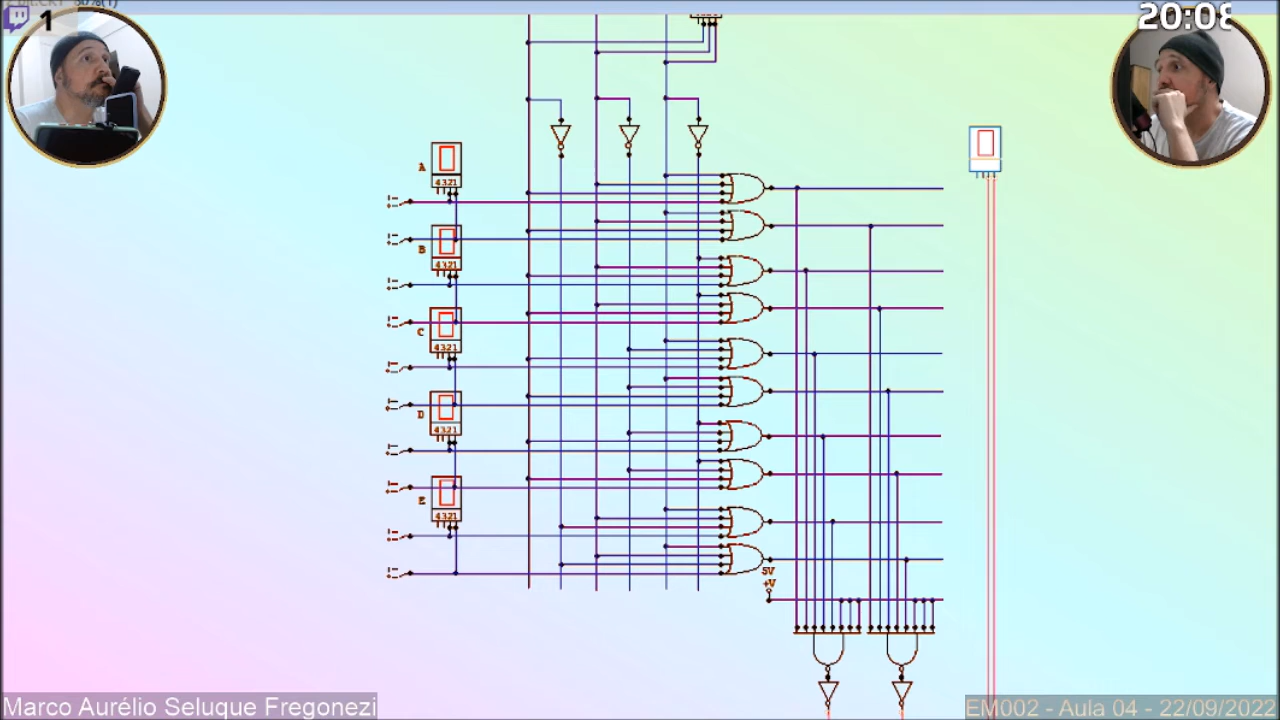 1
20:08
A
4321
B
4321
C
4321
D
4321
E
4321
5V
+V
Marco Aurélio Seluque Fregonezi
EM002 - Aula 04 - 22/09/2022